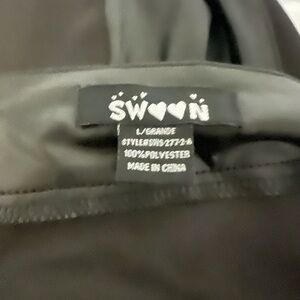 SW♥♥N
L/GRANDE
100%POLYESTER
MADE IN CHINA